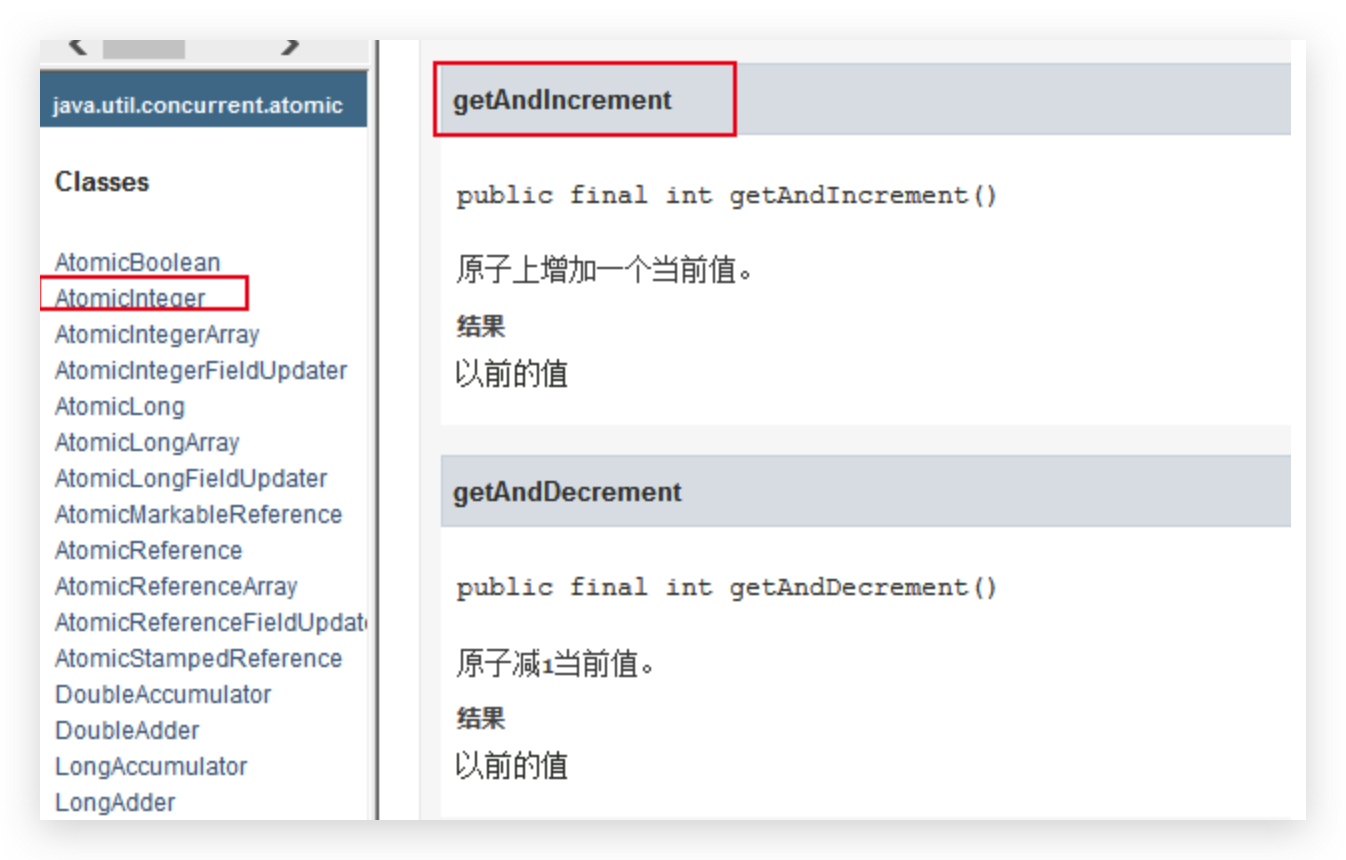 java.util.concurrent.atomic
Classes
AtomicBoolean
AtomicInteger
AtomicIntegerArray
AtomicIntegerFieldUpdater
AtomicLong
AtomicLongArray
AtomicLongFieldUpdater
AtomicMarkableReference
AtomicReference
AtomicReferenceArray
AtomicReferenceFieldUpdat
AtomicStampedReference
DoubleAccumulator
DoubleAdder
LongAccumulator
LongAdder
getAndIncrement
public final int getAndIncrement()
原子上增加一个当前值。
结果
以前的值
getAndDecrement
public final int getAndDecrement()
原子减1当前值。
结果
以前的值